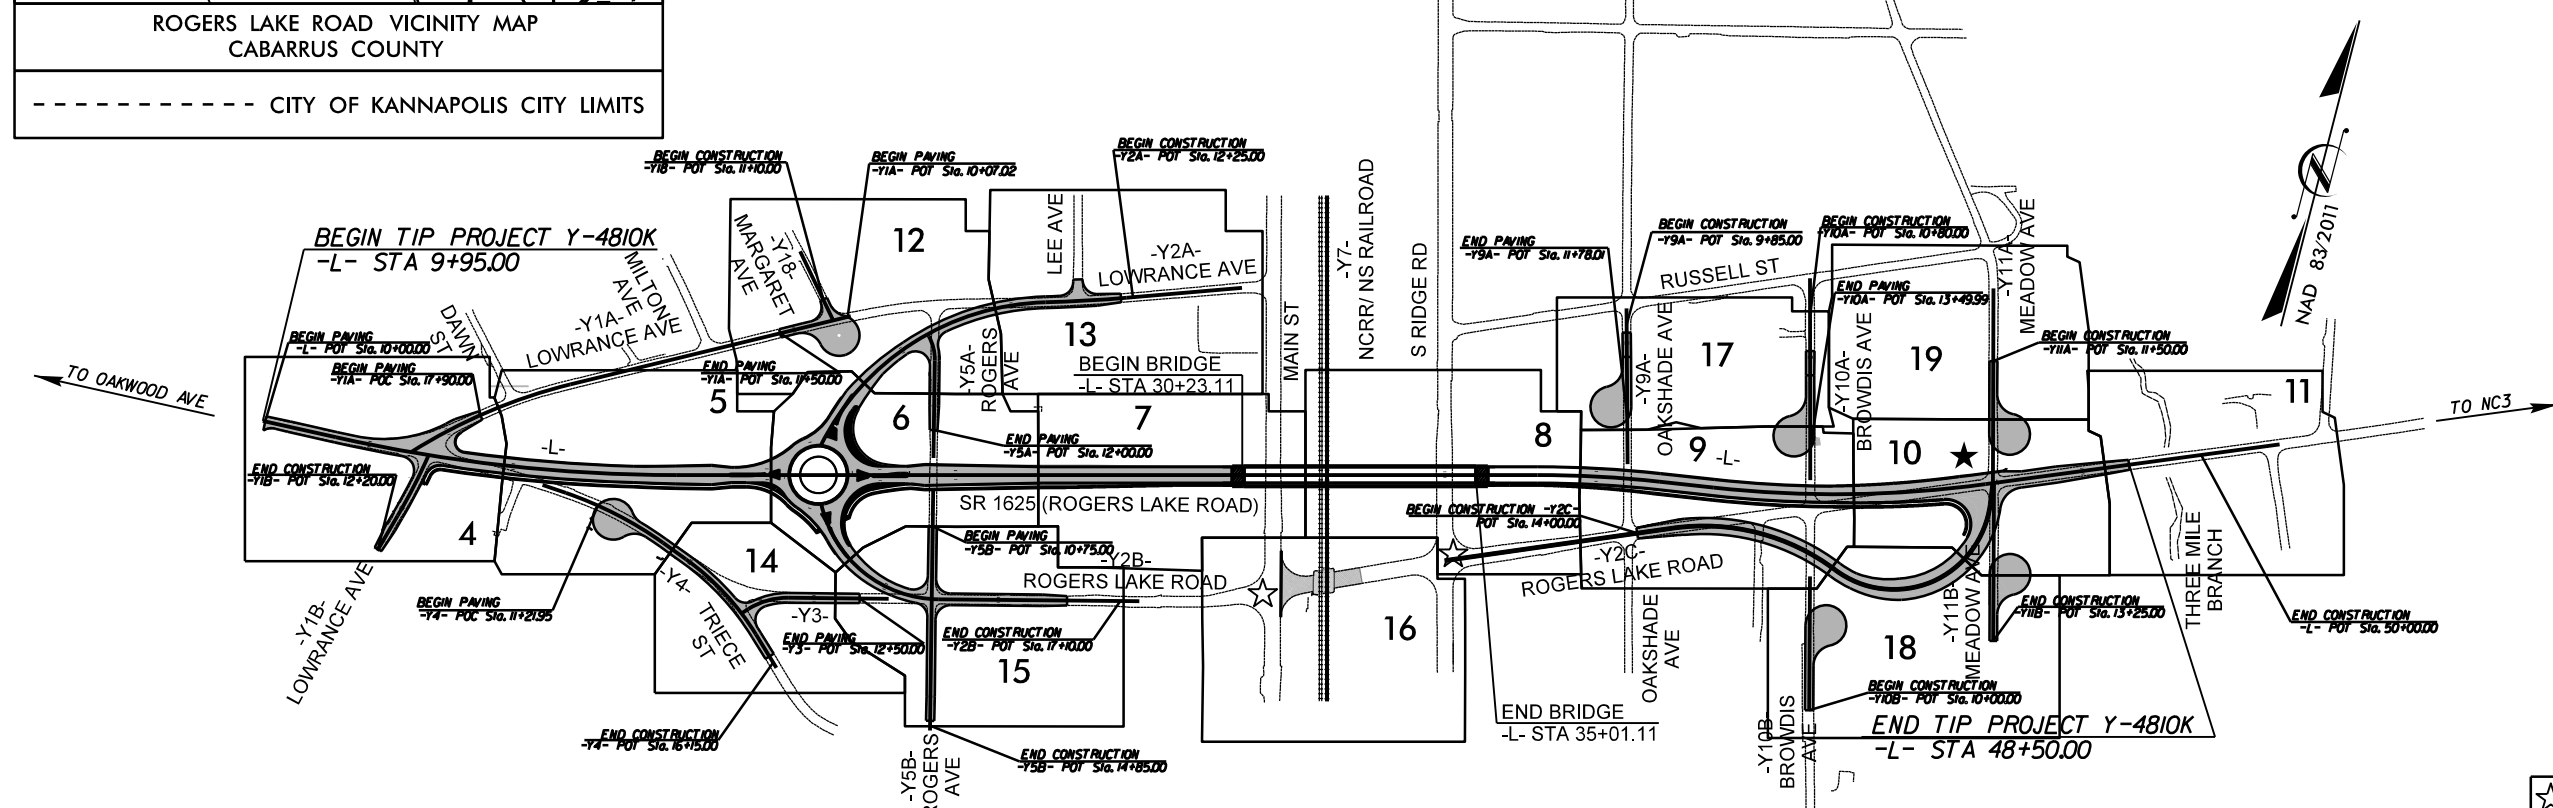 ROGERS LAKE ROAD VICINITY MAP
CABARRUS COUNTY
CITY OF KANNAPOLIS CITY LIMITS
BEGIN TIP PROJECT Y-4810K
-L- STA 9+95.00
BEGIN CONSTRUCTION
-Y18- POT Sta. 11+10.00
BEGIN PAVING
-Y1A- POT Sta. 10+07.02
BEGIN CONSTRUCTION
-Y2A- POT Sta. 12+25.00
MILTON
AVE
DAWN
ST
-Y1A-
LOWRANCE AVE
MARGARET
AVE
-Y18-
12
LEE AVE
-Y2A-
LOWRANCE AVE
13
MAIN ST
-Y7-
NCRR/ NS RAILROAD
S RIDGE RD
END PAVING
-Y9A- POT Sta. 11+78.01
BEGIN CONSTRUCTION
-Y9A- POT Sta. 9+85.00
BEGIN CONSTRUCTION
-Y10A- POT Sta. 10+80.00
RUSSELL ST
END PAVING
-Y10A- POT Sta. 13+49.99
-Y11A-
MEADOW AVE
NAD 83/2011
N
BEGIN PAVING
-L- POT Sta. 10+00.00
BEGIN PAVING
-Y1A- POC Sta. 17+90.00
END PAVING
-Y1A- POT Sta. 11+50.00
-Y5A-
ROGERS
AVE
BEGIN BRIDGE
-L- STA 30+23.11
-Y9A-
OAKSHADE AVE
17
-Y10A-
BROWDIS AVE
19
BEGIN CONSTRUCTION
-Y11A- POT Sta. 11+50.00
11
TO OAKWOOD AVE
TO NC3
5
6
7
8
9
-L-
10
-L-
END PAVING
-Y5A- POT Sta. 12+00.00
END CONSTRUCTION
-Y1B- POT Sta. 12+20.00
SR 1625 (ROGERS LAKE ROAD)
BEGIN CONSTRUCTION -Y2C-
POT Sta. 14+00.00
4
14
BEGIN PAVING
-Y5B- POT Sta. 10+75.00
-Y2B-
ROGERS LAKE ROAD
-Y2C-
ROGERS LAKE ROAD
-Y1B-
LOWRANCE AVE
BEGIN PAVING
-Y4- POC Sta. 11+21.95
-Y4-
TRIECE
ST
-Y3-
END PAVING
-Y3- POT Sta. 12+50.00
END CONSTRUCTION
-Y2B- POT Sta. 17+10.00
15
16
OAKSHADE
AVE
18
-Y11B-
MEADOW AVE
END CONSTRUCTION
-Y11B- POT Sta. 13+25.00
THREE MILE
BRANCH
END CONSTRUCTION
-L- POT Sta. 50+00.00
BEGIN CONSTRUCTION
-Y10B- POT Sta. 10+00.00
END BRIDGE
-L- STA 35+01.11
END TIP PROJECT Y-4810K
-L- STA 48+50.00
END CONSTRUCTION
-Y4- POT Sta. 16+15.00
END CONSTRUCTION
-Y5B- POT Sta. 14+85.00
-Y5B-
ROGERS
AVE
-Y10B-
BROWDIS
AVE